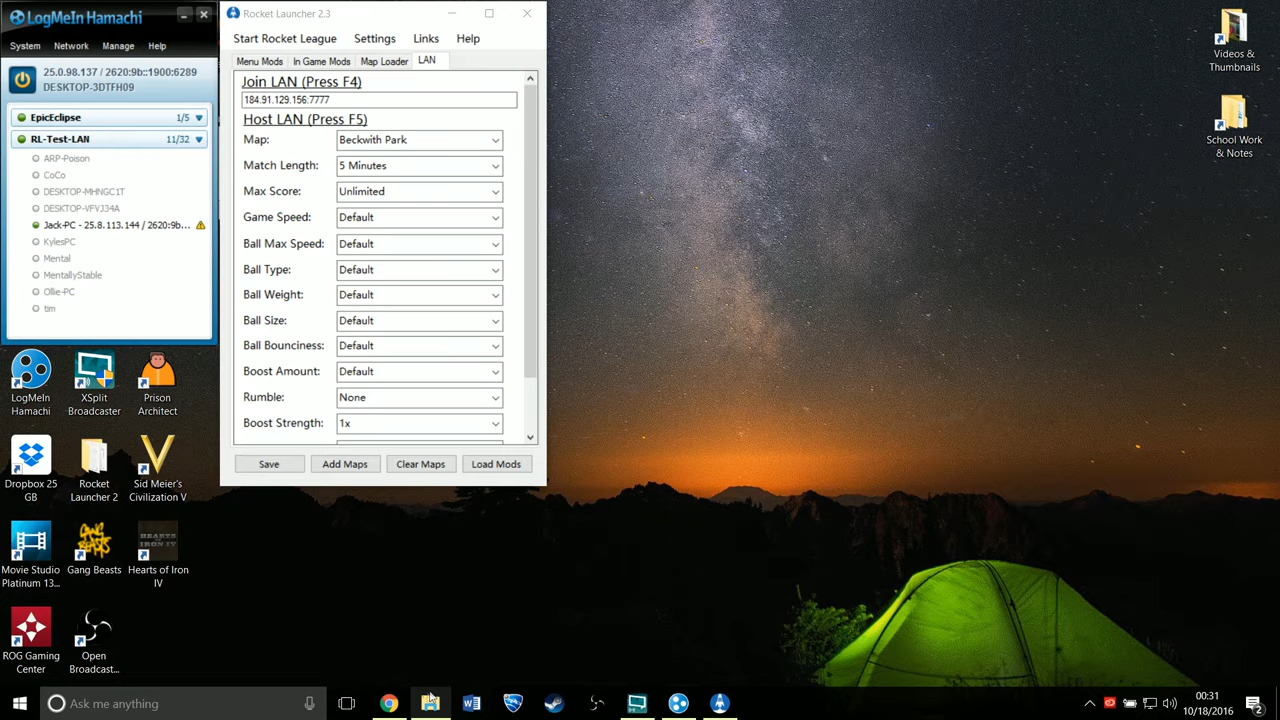 LogMeIn Hamachi
System Network Manage Help
25.0.98.137 / 2620:9b::1900:6289
DESKTOP-3DTFH09
EpicEclipse 1/5
RL-Test-LAN 11/32
ARP-Poison
CoCo
DESKTOP-MHNGC1T
DESKTOP-VFVJ34A
Jack-PC - 25.8.113.144 / 2620:9b...
KylesPC
Mental
MentallyStable
Ollie-PC
tim
Rocket Launcher 2.3
Start Rocket League Settings Links Help
Menu Mods In Game Mods Map Loader LAN
Join LAN (Press F4)
184.91.129.156:7777
Host LAN (Press F5)
Map: Beckwith Park
Match Length: 5 Minutes
Max Score: Unlimited
Game Speed: Default
Ball Max Speed: Default
Ball Type: Default
Ball Weight: Default
Ball Size: Default
Ball Bounciness: Default
Boost Amount: Default
Rumble: None
Boost Strength: 1x
Save Add Maps Clear Maps Load Mods
Videos &
Thumbnails
School Work
& Notes
LogMeIn
Hamachi
XSplit
Broadcaster
Prison
Architect
Dropbox 25
GB
Rocket
Launcher 2
Sid Meier's
Civilization V
Movie Studio
Platinum 13...
Gang Beasts
HEARTS OF IRON IV
Hearts of Iron
IV
ROG Gaming
Center
Open
Broadcast...
Ask me anything
00:31
10/18/2016